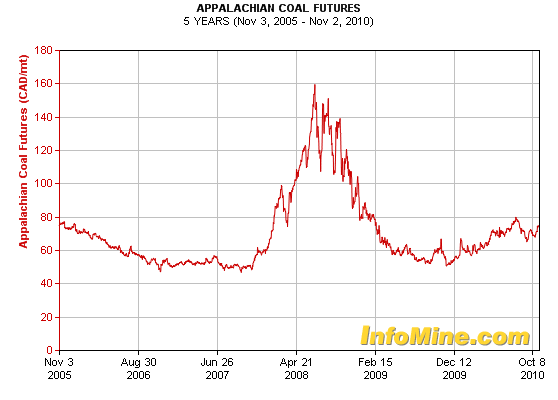 APPALACHIAN COAL FUTURES
5 YEARS (Nov 3, 2005 - Nov 2, 2010)
Appalachian Coal Futures (CAD/mt)
180
160
140
120
100
80
60
40
20
0
Nov 3 Aug 30 Jun 26 Apr 21 Feb 15 Dec 12 Oct 8
2005 2006 2007 2008 2009 2009 2010
InfoMine.com